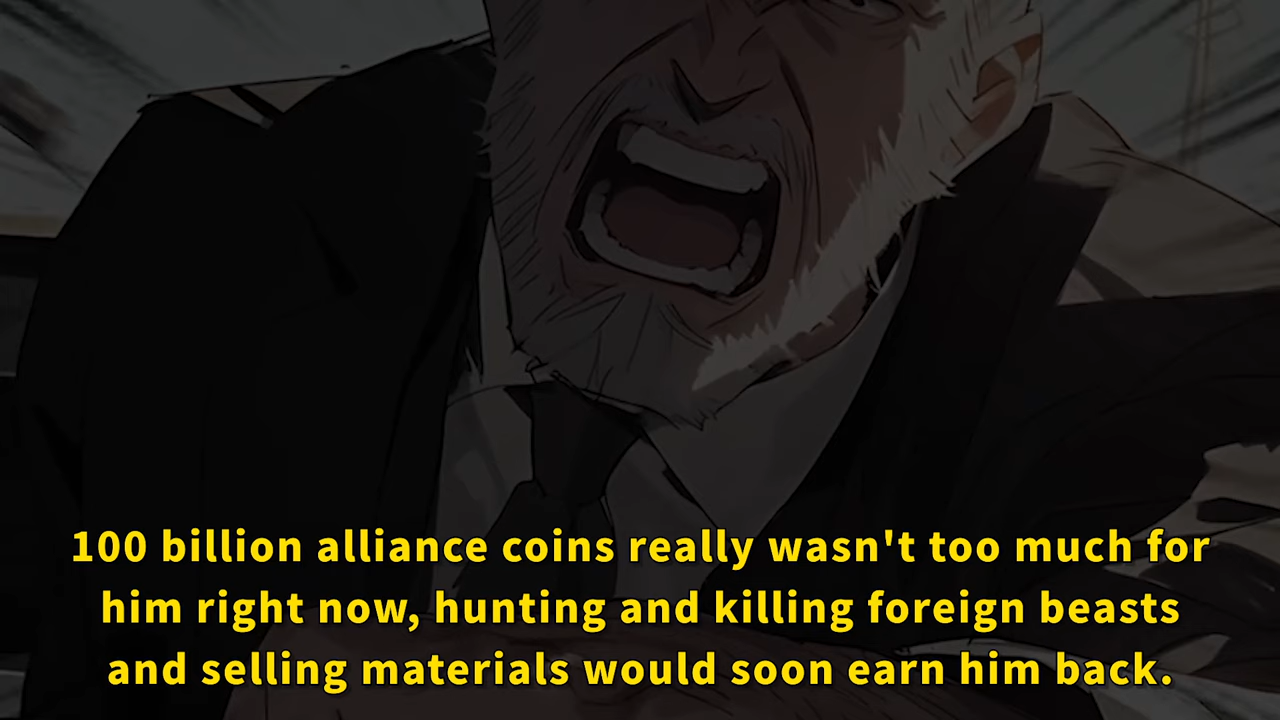 100 billion alliance coins really wasn't too much for
him right now, hunting and killing foreign beasts
and selling materials would soon earn him back.